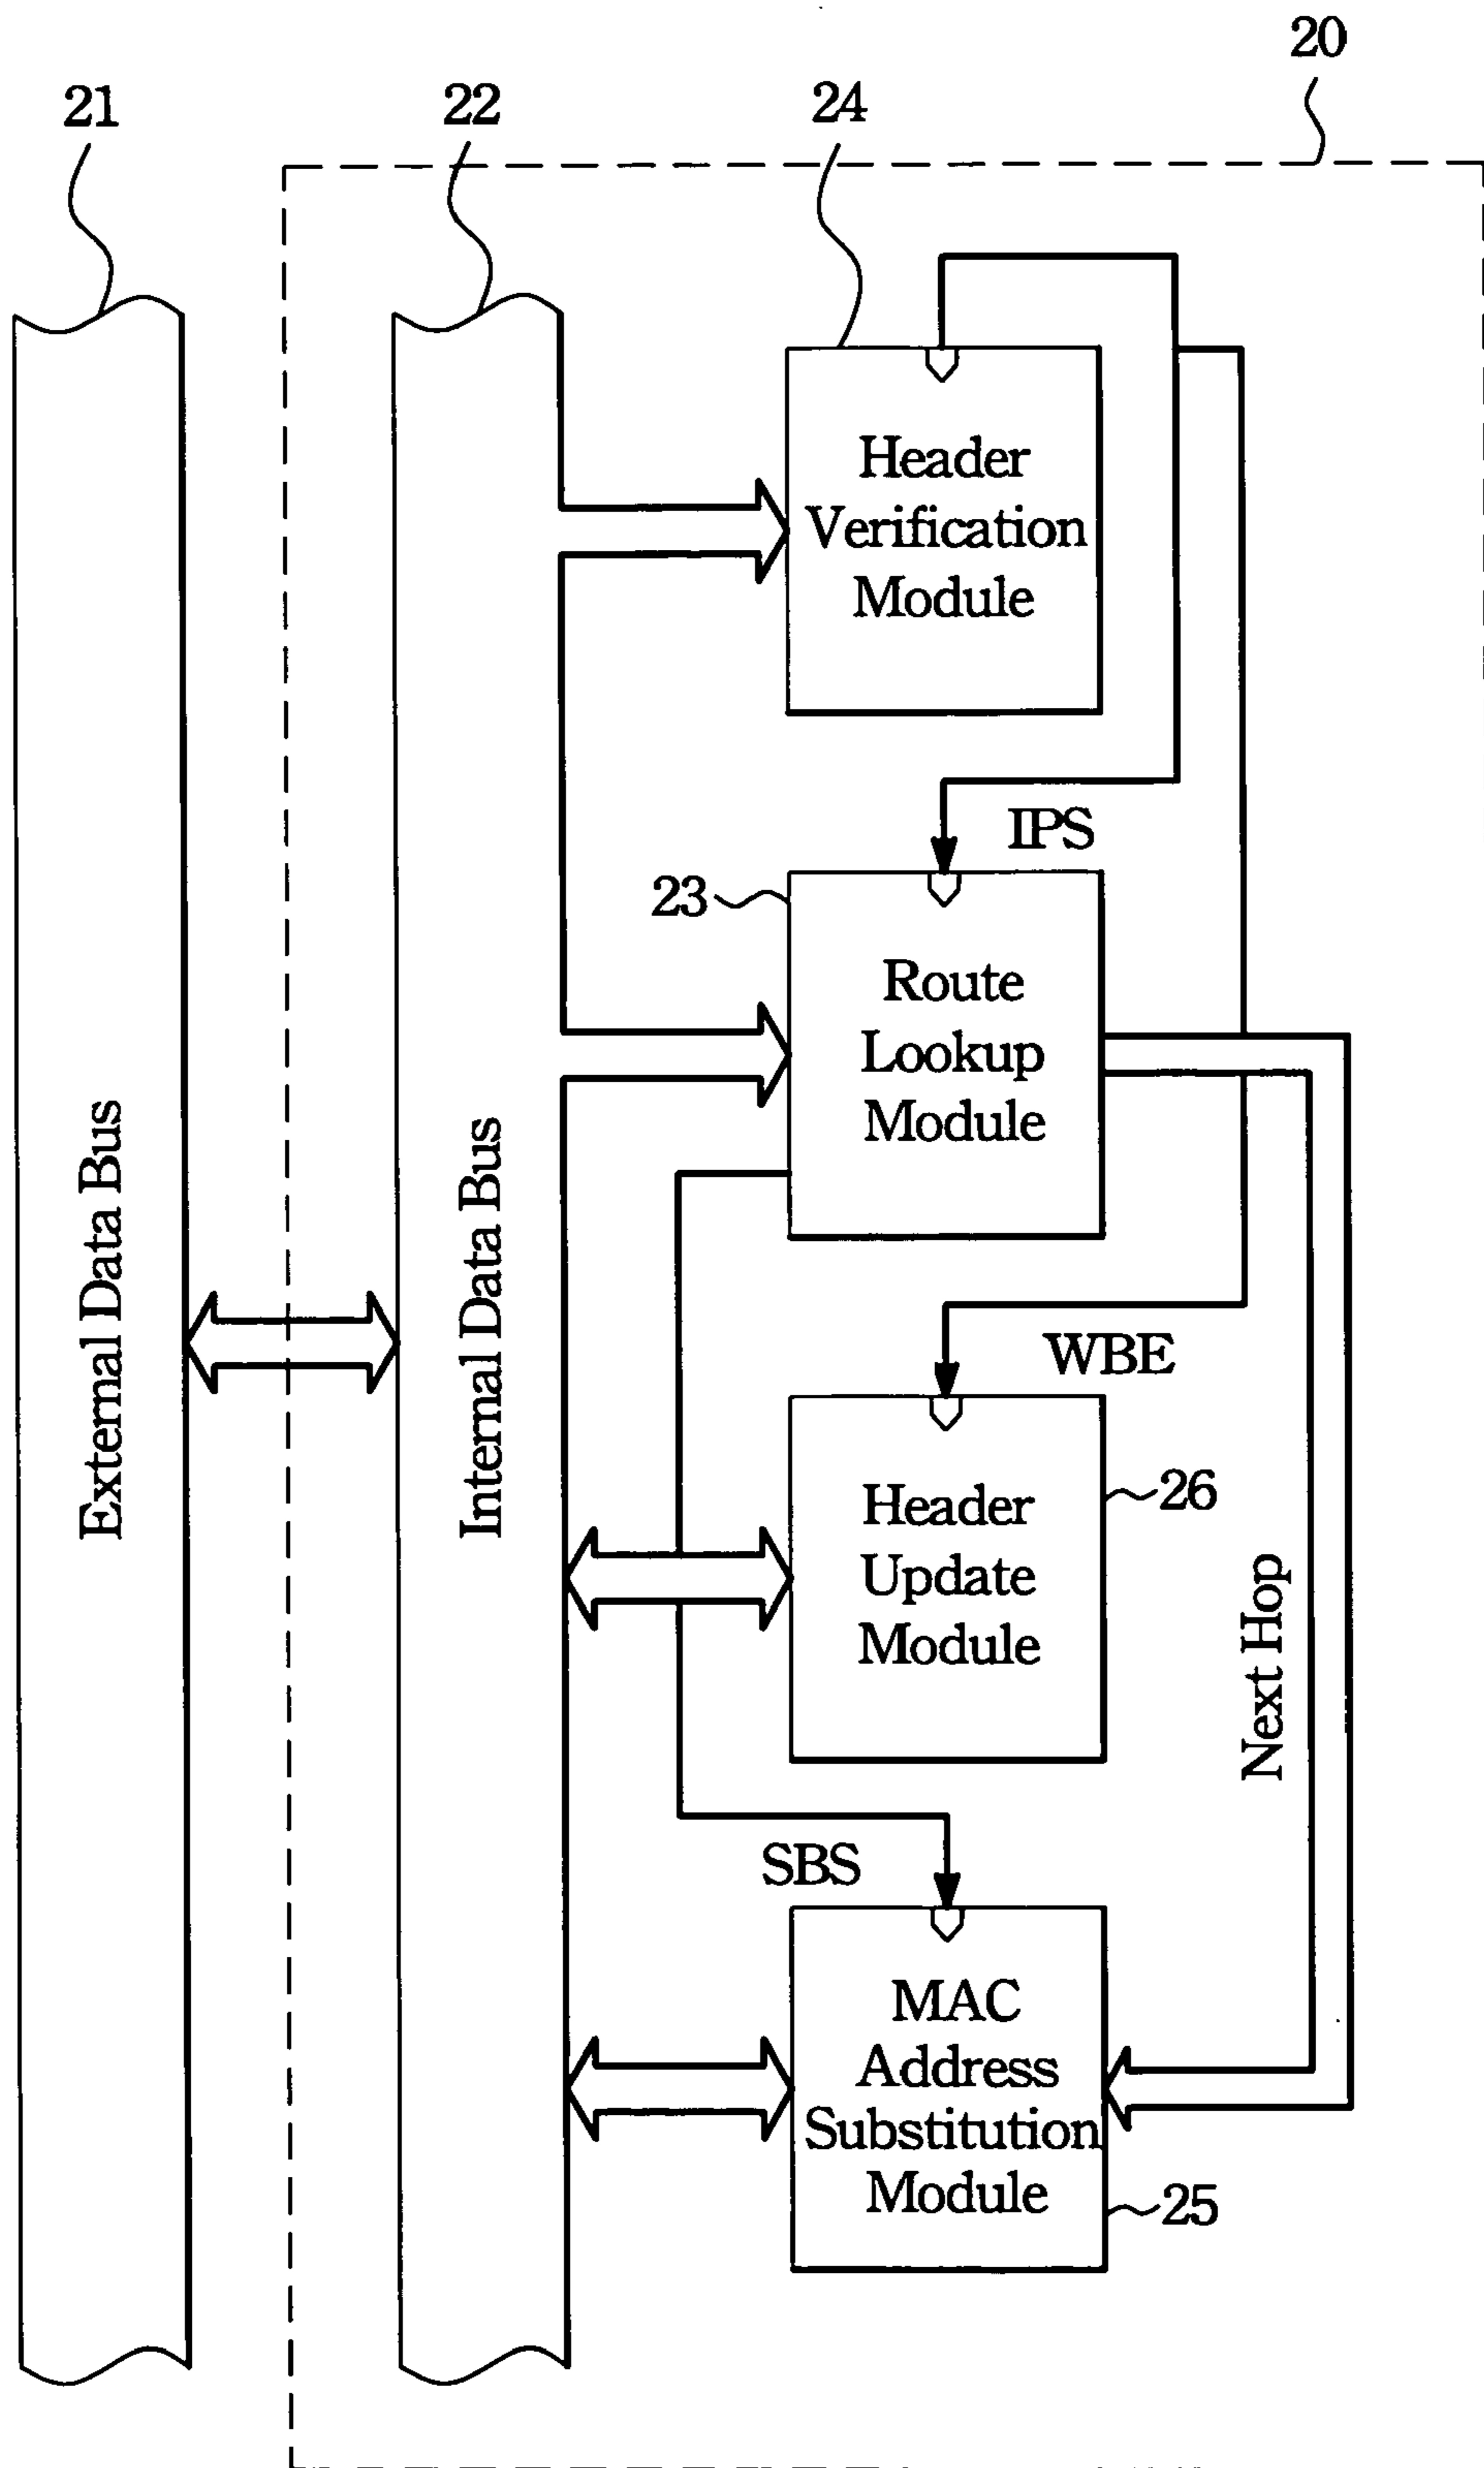 20
21
22
24
Header
Verification
Module
IPS
23
Route
Lookup
Module
External Data Bus
Internal Data Bus
WBE
Header
Update
Module
26
Next Hop
SBS
MAC
Address
Substitution
Module
25